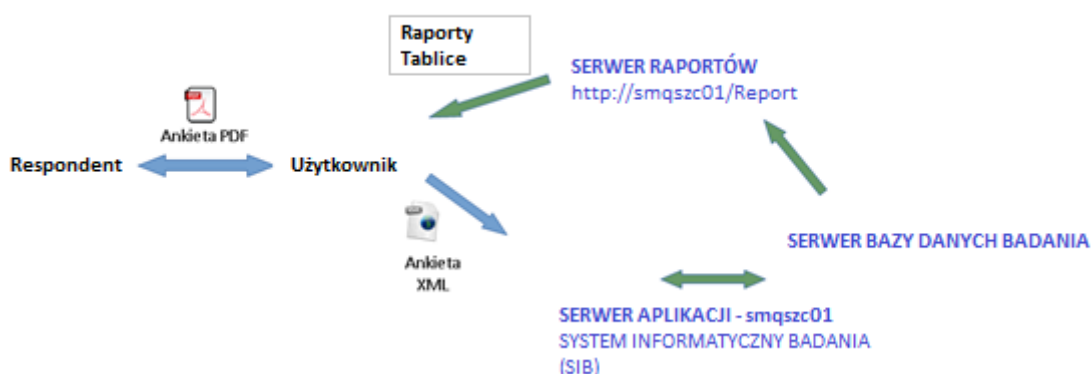 Raporty
Tablice
SERWER RAPORTÓW
http://smqszc01/Report
Ankieta PDF
Respondent
Użytkownik
Ankieta
XML
SERWER BAZY DANYCH BADANIA
SERWER APLIKACJI - smqszc01
SYSTEM INFORMATYCZNY BADANIA
(SIB)